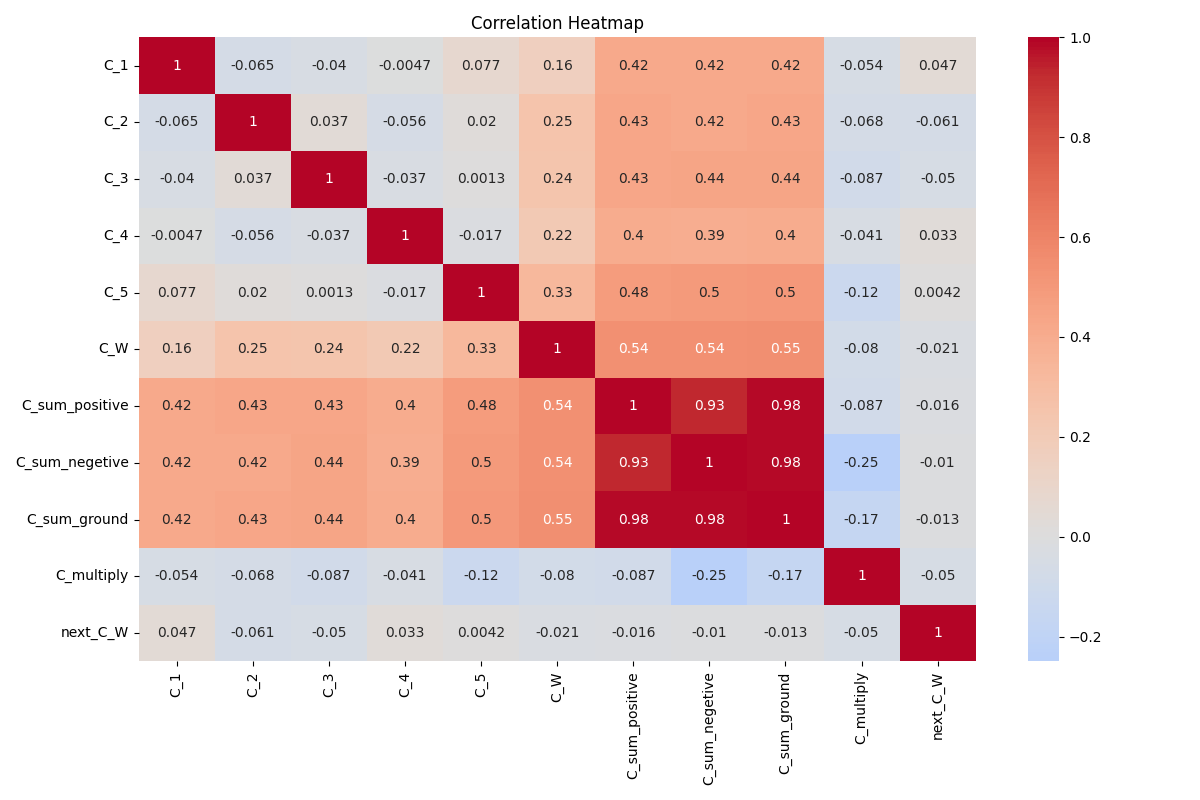 Correlation Heatmap
C_1 1 -0.065 -0.04 -0.0047 0.077 0.16 0.42 0.42 0.42 -0.054 0.047
C_2 -0.065 1 0.037 -0.056 0.02 0.25 0.43 0.42 0.43 -0.068 -0.061
C_3 -0.04 0.037 1 -0.037 0.0013 0.24 0.43 0.44 0.44 -0.087 -0.05
C_4 -0.0047 -0.056 -0.037 1 -0.017 0.22 0.4 0.39 0.4 -0.041 0.033
C_5 0.077 0.02 0.0013 -0.017 1 0.33 0.48 0.5 0.5 -0.12 0.0042
C_W 0.16 0.25 0.24 0.22 0.33 1 0.54 0.54 0.55 -0.08 -0.021
C_sum_positive 0.42 0.43 0.43 0.4 0.48 0.54 1 0.93 0.98 -0.087 -0.016
C_sum_negetive 0.42 0.42 0.44 0.39 0.5 0.54 0.93 1 0.98 -0.25 -0.01
C_sum_ground 0.42 0.43 0.44 0.4 0.5 0.55 0.98 0.98 1 -0.17 -0.013
C_multiply -0.054 -0.068 -0.087 -0.041 -0.12 -0.08 -0.087 -0.25 -0.17 1 -0.05
next_C_W 0.047 -0.061 -0.05 0.033 0.0042 -0.021 -0.016 -0.01 -0.013 -0.05 1
C_1 C_2 C_3 C_4 C_5 C_W C_sum_positive C_sum_negetive C_sum_ground C_multiply next_C_W
1.0
0.8
0.6
0.4
0.2
0.0
−0.2